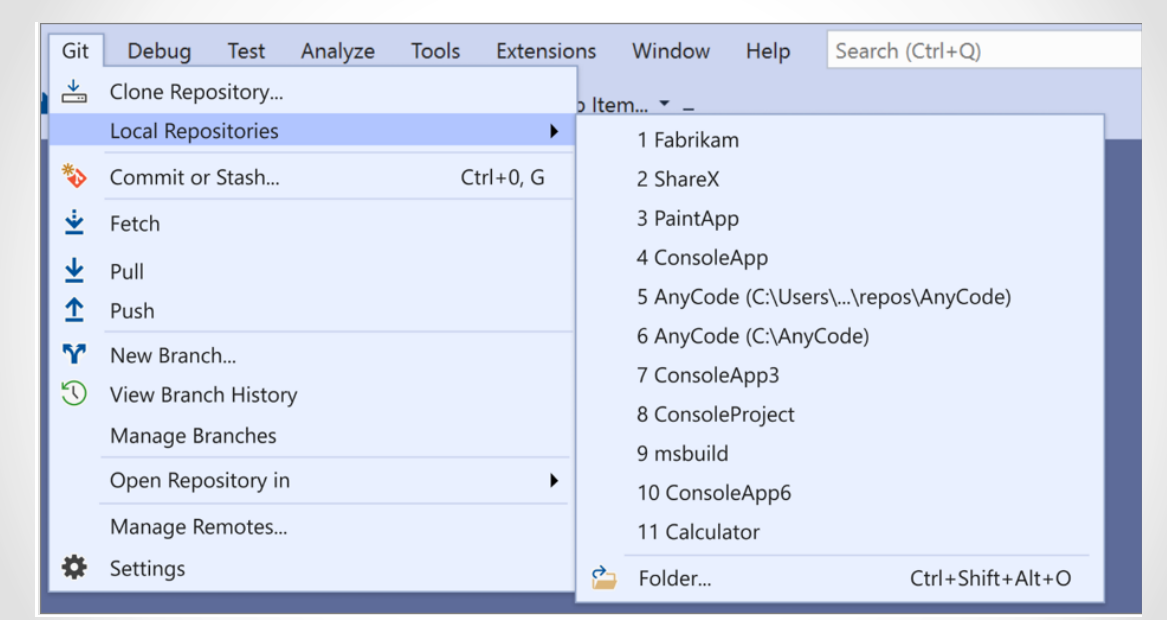 Git Debug Test Analyze Tools Extensions Window Help Search (Ctrl+Q)
Clone Repository...
Item...
Local Repositories
Commit or Stash... Ctrl+0, G
Fetch
Pull
Push
New Branch...
View Branch History
Manage Branches
Open Repository in
Manage Remotes...
Settings
1 Fabrikam
2 ShareX
3 PaintApp
4 ConsoleApp
5 AnyCode (C:\Users\...\repos\AnyCode)
6 AnyCode (C:\AnyCode)
7 ConsoleApp3
8 ConsoleProject
9 msbuild
10 ConsoleApp6
11 Calculator
Folder... Ctrl+Shift+Alt+O